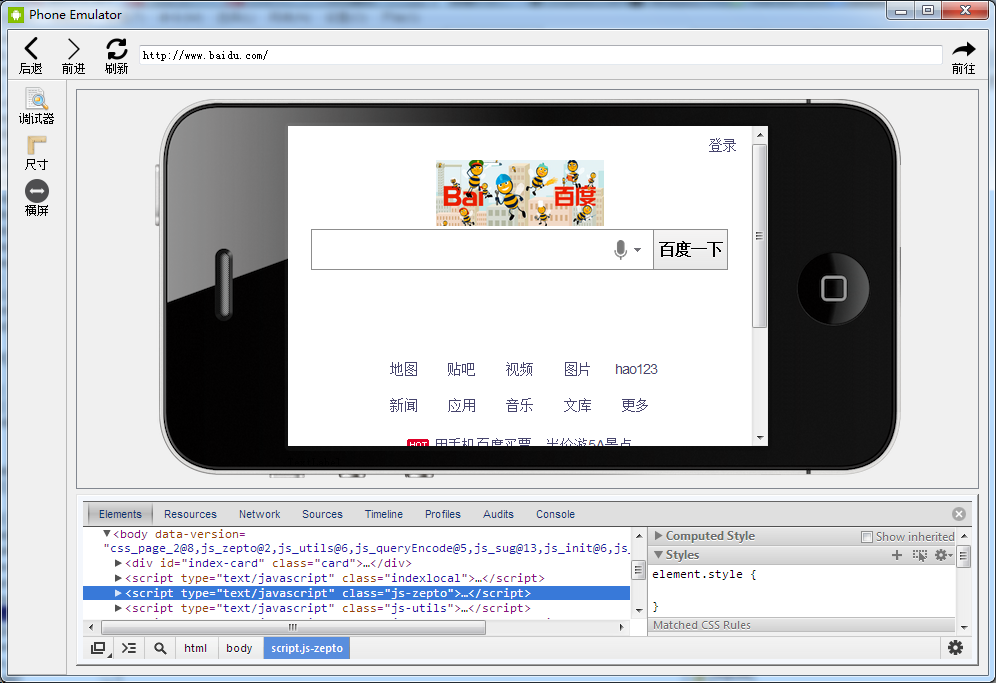 Phone Emulator
后退 前进 刷新 http://www.baidu.com/ 前往
调试器
尺寸
横屏
登录
Bai 百度
百度一下
地图 贴吧 视频 图片 hao123
新闻 应用 音乐 文库 更多
HOT 用手机百度买票 半价游5A景点
Elements Resources Network Sources Timeline Profiles Audits Console
▼<body data-version=
"css_page_2@8,js_zepto@2,js_utils@6,js_queryEncode@5,js_sug@13,js_init@6,js_
▶<div id="index-card" class="card">…</div>
▶<script type="text/javascript" class="indexlocal">…</script>
▶<script type="text/javascript" class="js-zepto">…</script>
▶<script type="text/javascript" class="js-utils">…</script>
▶ Computed Style Show inherited
▼ Styles
element.style {
}
Matched CSS Rules
html body script.js-zepto